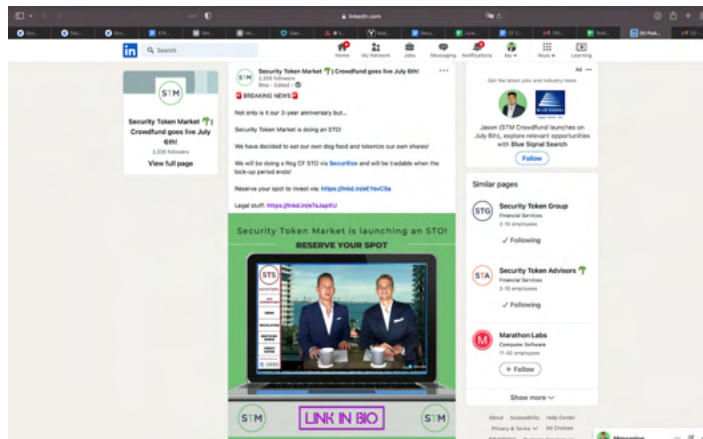 linkedin.com
in
Search
Home
My Network
Jobs
Messaging
Notifications
Me
Work
Learning
STM
Security Token Market 🌴 |
Crowdfund goes live July
6th!
2,328 followers
View full page
STM
Security Token Market 🌴 | Crowdfund goes live July 6th!
2,328 followers
9mo • Edited •
🚨 BREAKING NEWS 🚨
Not only is it our 3-year anniversary but...
Security Token Market is doing an STO!
We have decided to eat our own dog food and tokenize our own shares!
We will be doing a Reg CF STO via Securitize and will be tradable when the
lock-up period ends!
Reserve your spot to invest via: https://lnkd.in/eEYsvCSa
Legal stuff: https://lnkd.in/e7aJapXU
Security Token Market is launching an STO!
RESERVE YOUR SPOT
STS
STM
LINK IN BIO
STM
Ad
Get the latest jobs and industry news
Jason (STM Crowdfund launches on
July 6th), explore relevant opportunities
with Blue Signal Search
Follow
Similar pages
STG
Security Token Group
Financial Services
2-10 employees
✓ Following
STA
Security Token Advisors 🌴
Financial Services
2-10 employees
✓ Following
M
Marathon Labs
Computer Software
11-50 employees
+ Follow
Show more
About Accessibility Help Center
Privacy & Terms Ad Choices
Messaging